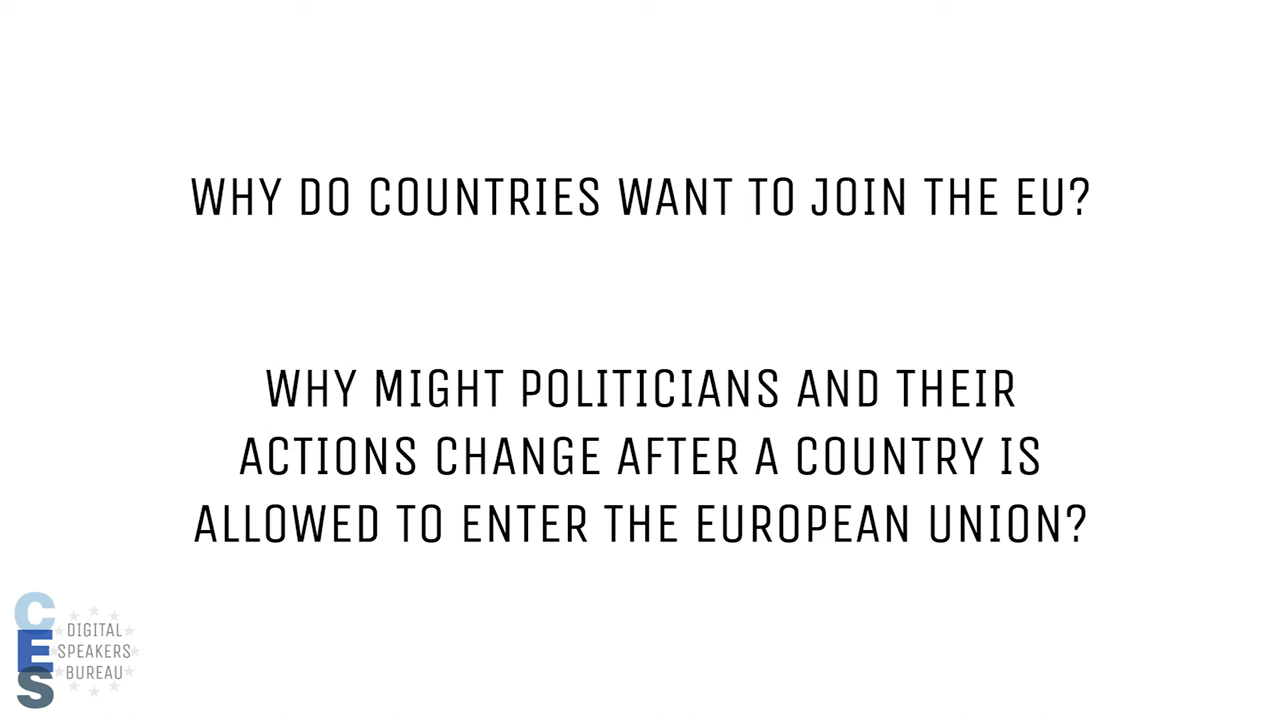 WHY DO COUNTRIES WANT TO JOIN THE EU?
WHY MIGHT POLITICIANS AND THEIR
ACTIONS CHANGE AFTER A COUNTRY IS
ALLOWED TO ENTER THE EUROPEAN UNION?
CES
DIGITAL
SPEAKERS
BUREAU